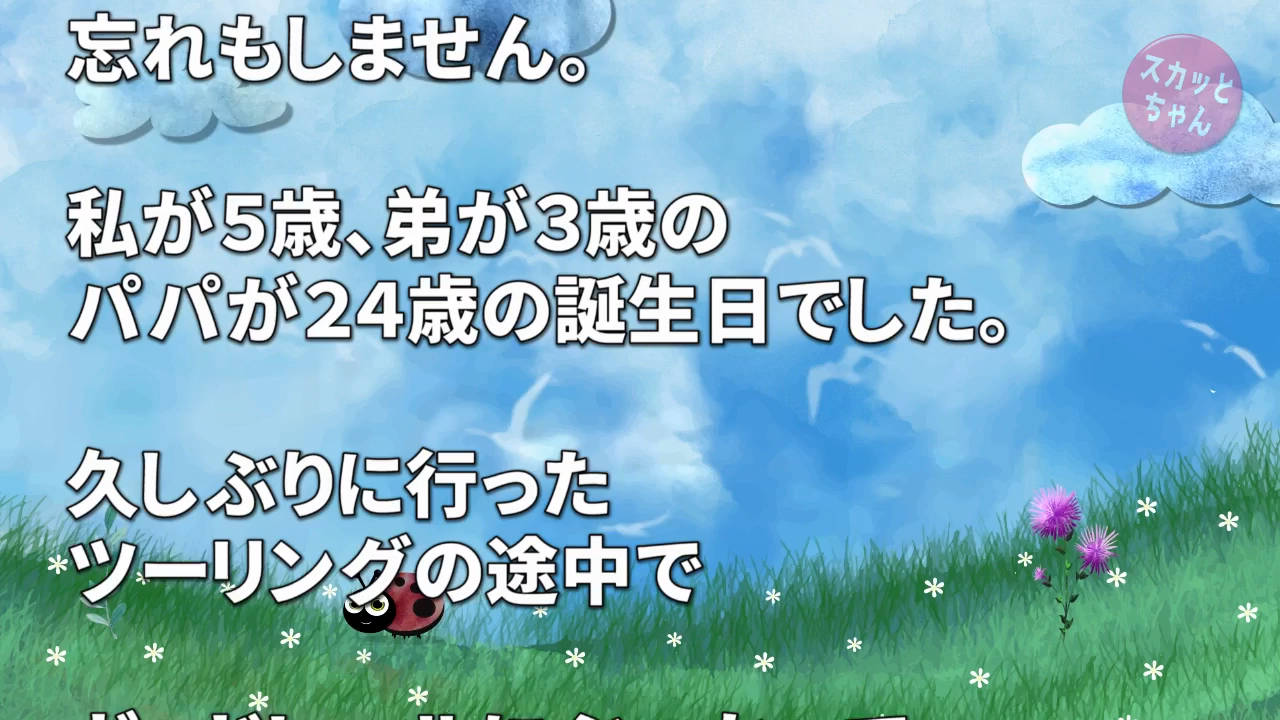 忘れもしません。
スカッと
ちゃん
私が5歳、弟が3歳の
パパが24歳の誕生日でした。
久しぶりに行った
ツーリングの途中で